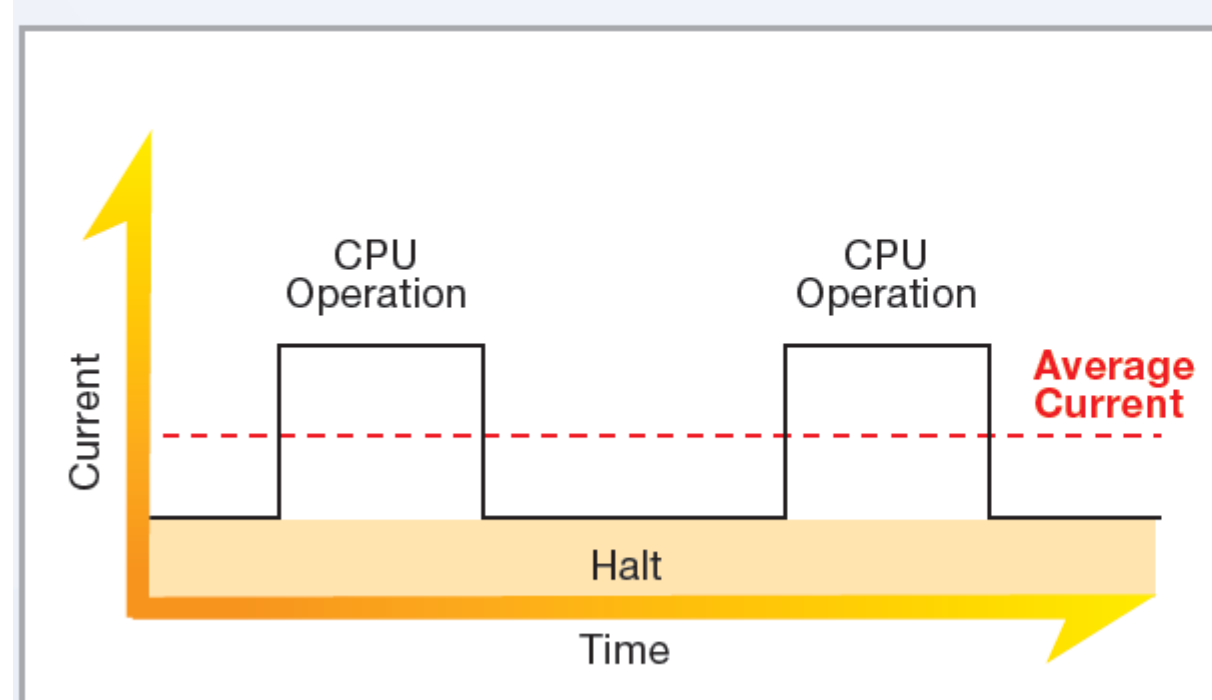 CPU
Operation
CPU
Operation
Average
Current
Current
Halt
Time